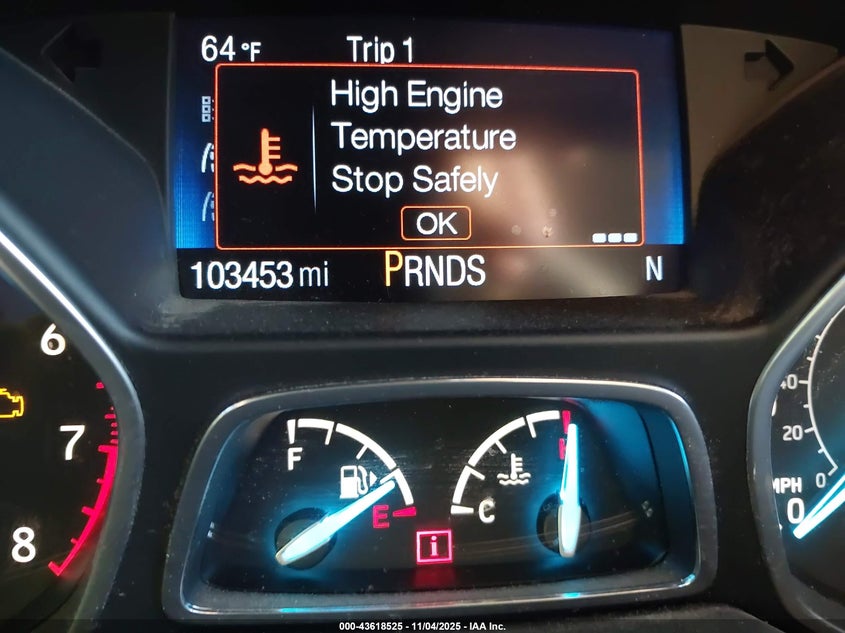 64 °F Trip 1
High Engine
Temperature
Stop Safely
OK
103453 mi PRNDS N
6
7
8
F
E
i
C
H
40
20
0
MPH
0
000-43618525 - 11/04/2025 - IAA Inc.